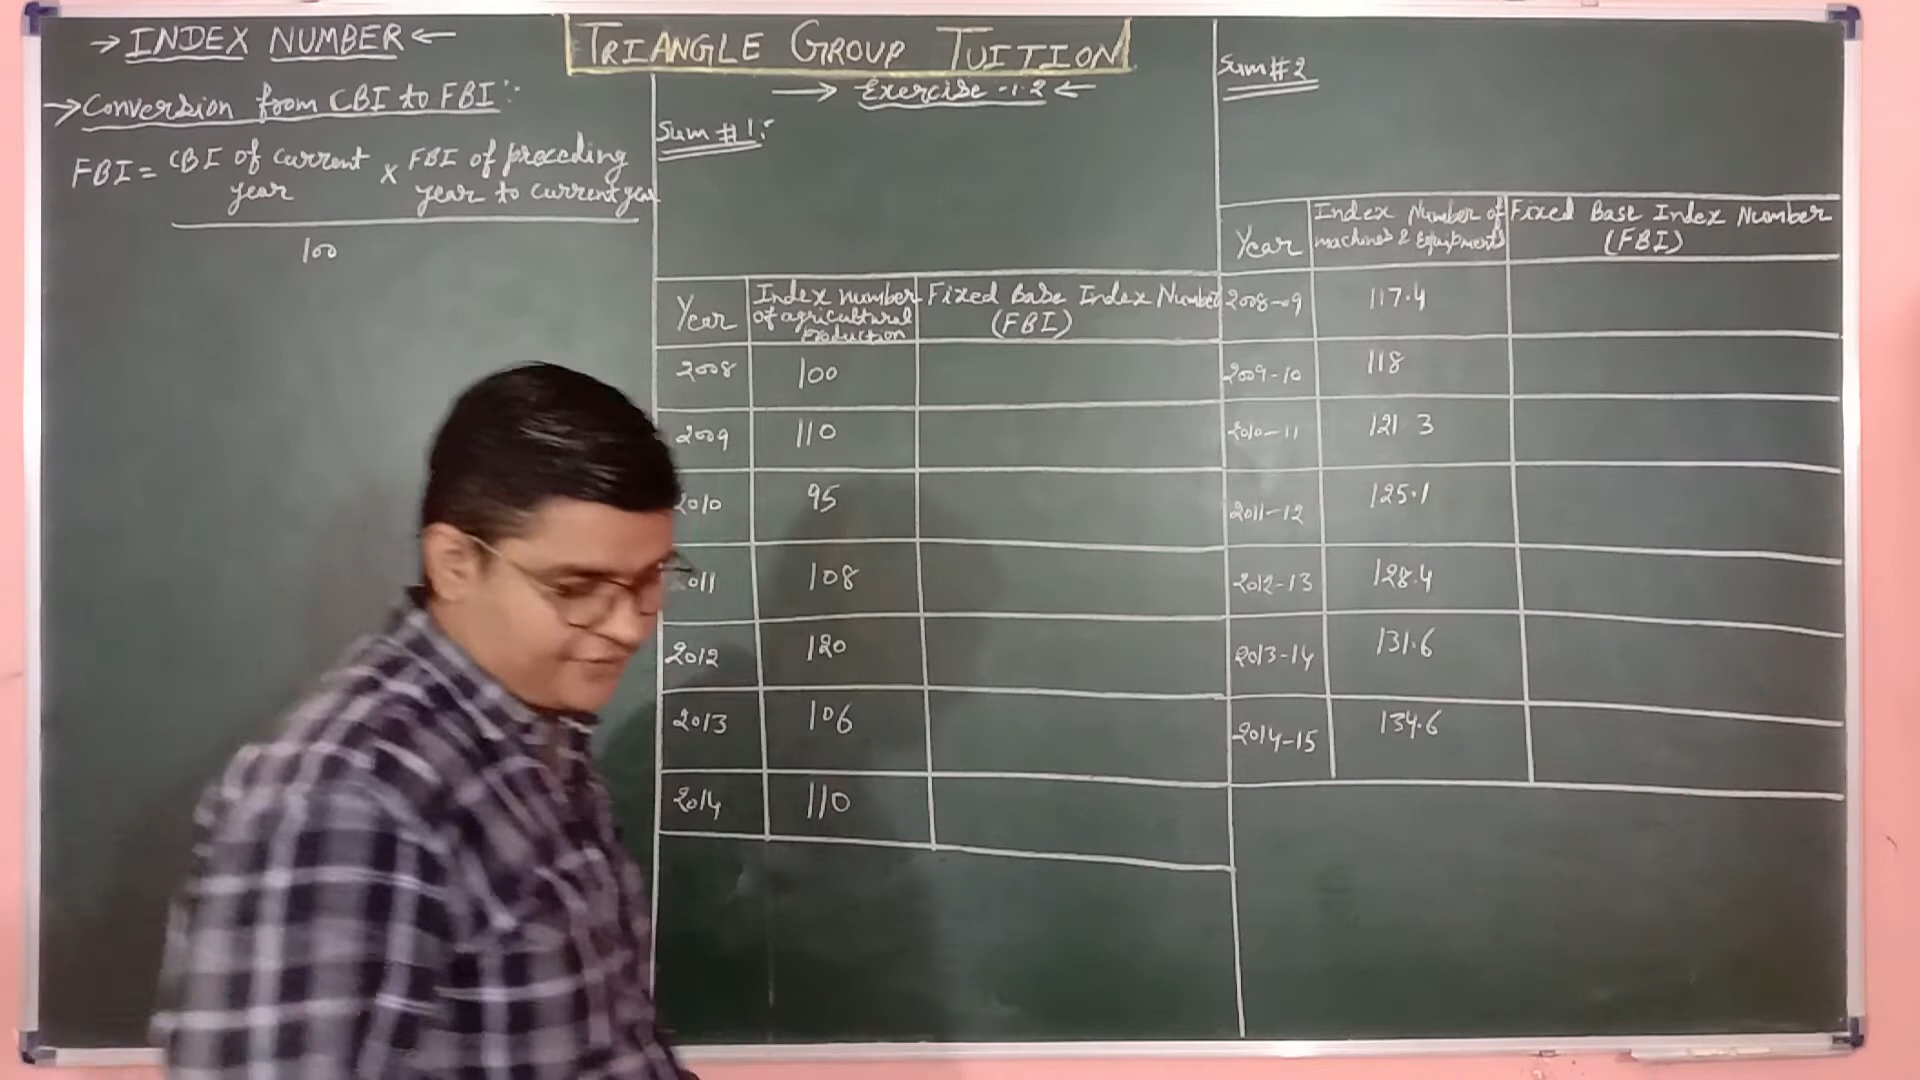 → INDEX NUMBER ←
→ Conversion from CBI to FBI :-
FBI = CBI of current year × FBI of preceding year to current year
100
TRIANGLE GROUP TUITION
→ Exercise - 1.2 ←
Sum # 1:-
Year | Index number of agricultural production | Fixed Base Index Number (FBI)
2008 | 100
2009 | 110
2010 | 95
2011 | 108
2012 | 120
2013 | 106
2014 | 110
Sum # 2
Year | Index Number of machines & Equipments | Fixed Base Index Number (FBI)
2008-09 | 117.4
2009-10 | 118
2010-11 | 121.3
2011-12 | 125.1
2012-13 | 128.4
2013-14 | 131.6
2014-15 | 134.6